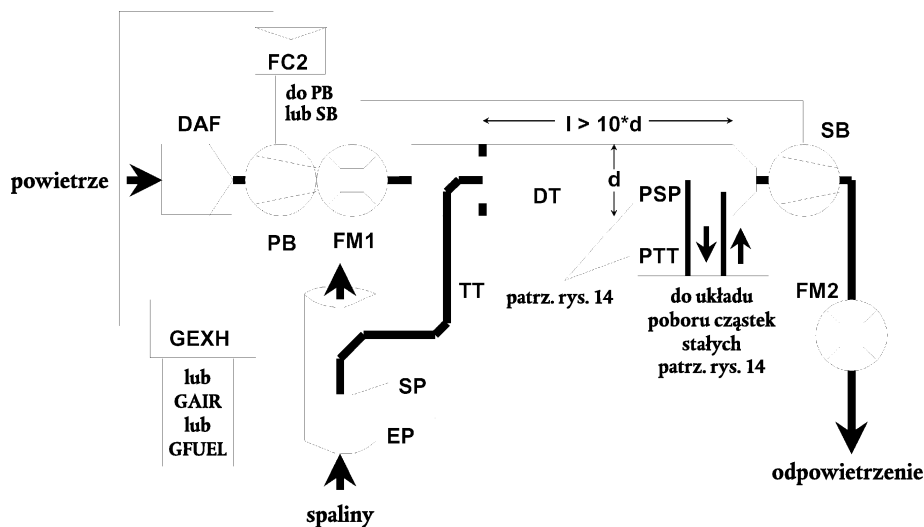 FC2
do PB
lub SB
DAF
l > 10*d
SB
powietrze
d
PSP
DT
PB
FM1
PTT
TT
patrz. rys. 14
do układu
poboru cząstek
stałych
patrz. rys. 14
FM2
GEXH
lub
GAIR
lub
GFUEL
SP
EP
odpowietrzenie
spaliny